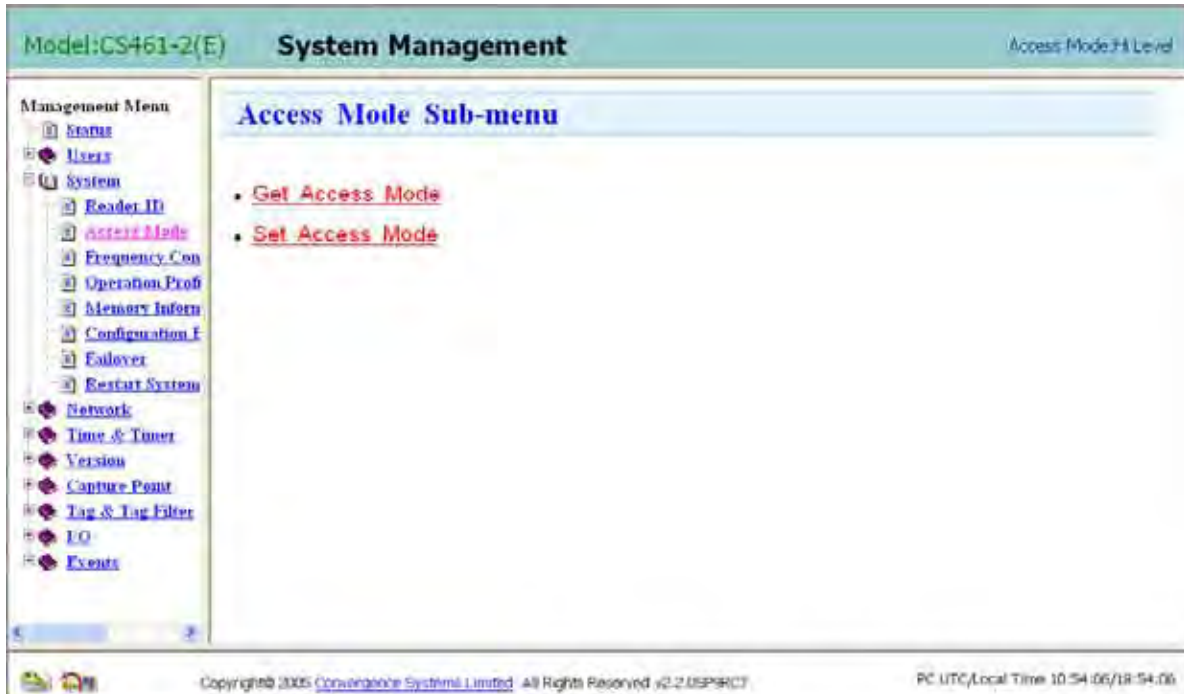 Model:CS461-2(E)
System Management
Access Mode:Hi Level
Management Menu
Status
Users
System
Reader ID
Access Mode
Frequency Con
Operation Profi
Memory Inform
Configuration F
Failover
Restart System
Network
Time & Timer
Version
Capture Point
Tag & Tag Filter
I/O
Events
Access Mode Sub-menu
Get Access Mode
Set Access Mode
Copyright© 2005 Convergence Systems Limited All Rights Reserved
PC UTC/Local Time 10:54:06/18:54:06